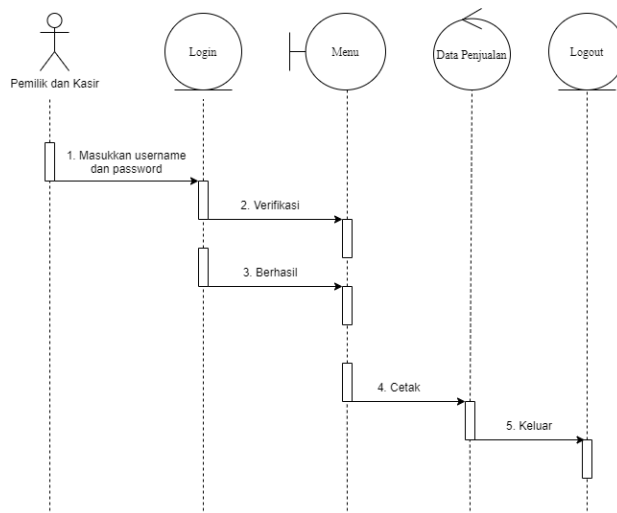 Login
Menu
Data Penjualan
Logout
Pemilik dan Kasir
1. Masukkan username
dan password
2. Verifikasi
3. Berhasil
4. Cetak
5. Keluar